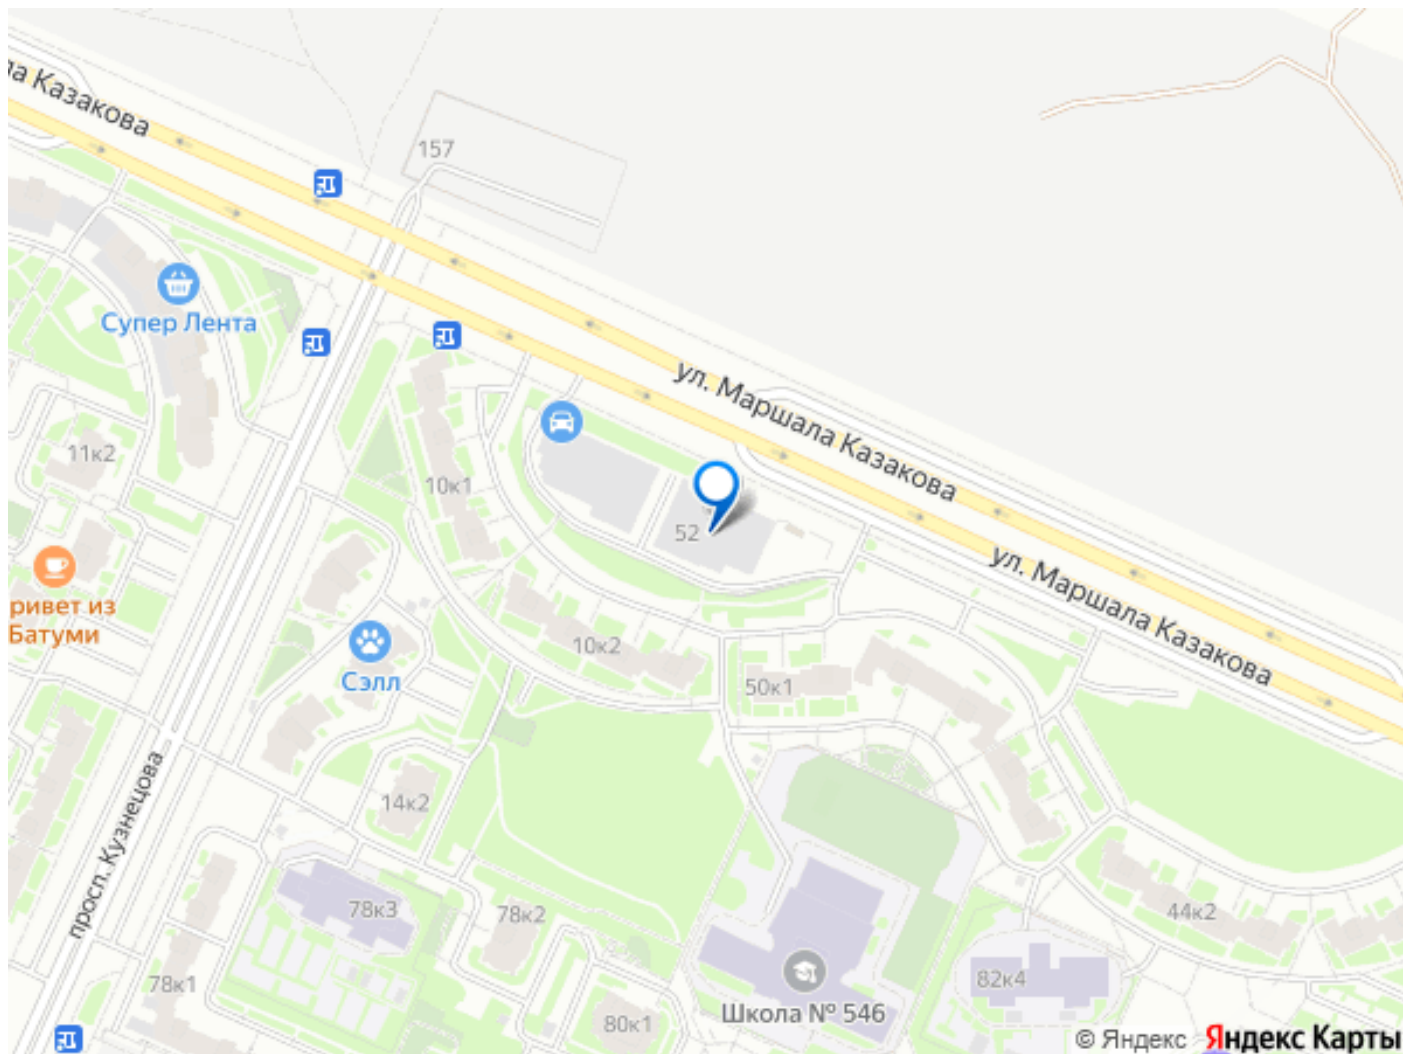 ла Казакова
157
Супер Лента
ул. Маршала Казакова
11к2
10к1
52
ул. Маршала Казакова
ривет из
Батуми
Сэлл
10к2
50к1
просп. Кузнецова
14к2
78к3
78к2
44к2
78к1
82к4
Школа № 546
80к1
© Яндекс Яндекс Карты